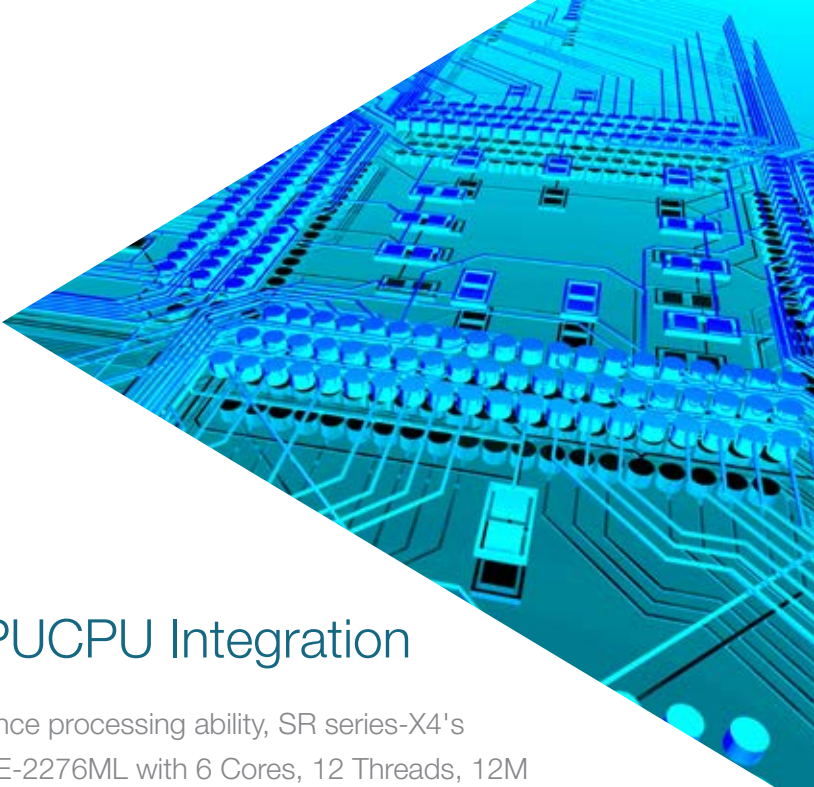 PUCPU Integration
nce processing ability, SR series-X4's
E-2276ML with 6 Cores, 12 Threads, 12M